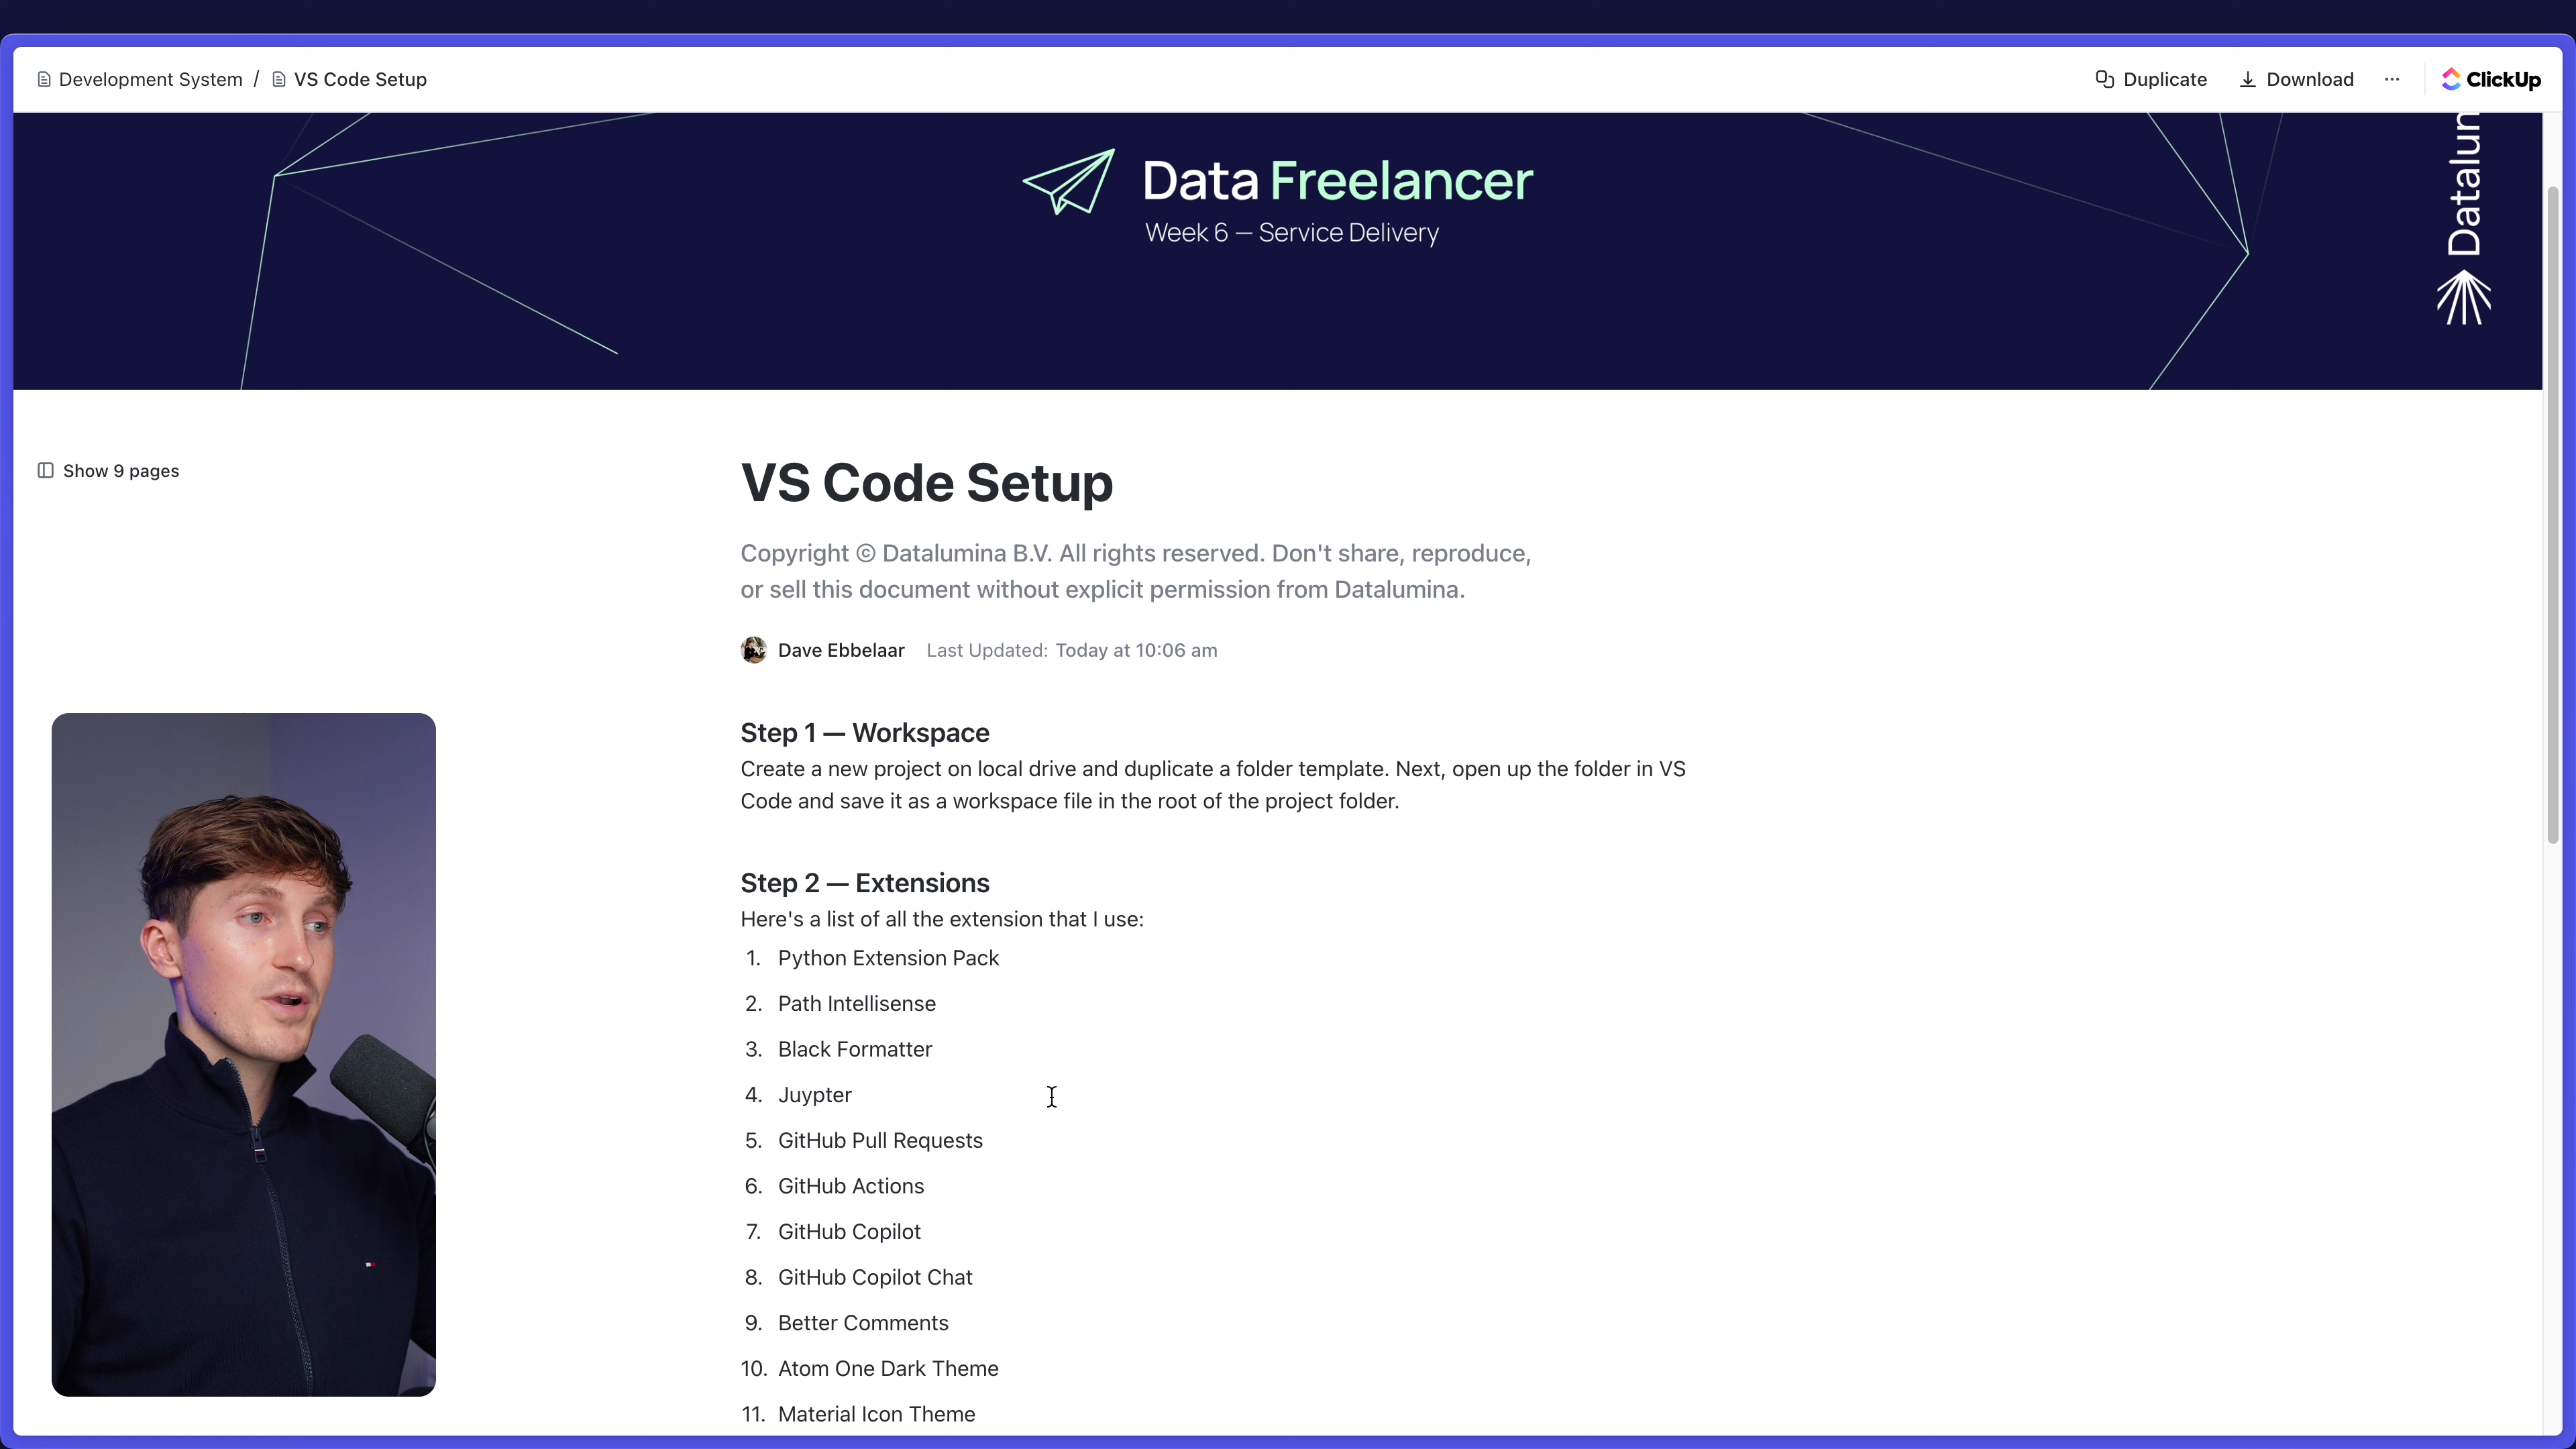 Development System / VS Code Setup
Duplicate Download ... ClickUp
Data Freelancer
Week 6 — Service Delivery
Datalumin
Show 9 pages
VS Code Setup
Copyright © Datalumina B.V. All rights reserved. Don't share, reproduce,
or sell this document without explicit permission from Datalumina.
Dave Ebbelaar Last Updated: Today at 10:06 am
Step 1 — Workspace
Create a new project on local drive and duplicate a folder template. Next, open up the folder in VS
Code and save it as a workspace file in the root of the project folder.
Step 2 — Extensions
Here's a list of all the extension that I use:
1. Python Extension Pack
2. Path Intellisense
3. Black Formatter
4. Juypter
5. GitHub Pull Requests
6. GitHub Actions
7. GitHub Copilot
8. GitHub Copilot Chat
9. Better Comments
10. Atom One Dark Theme
11. Material Icon Theme